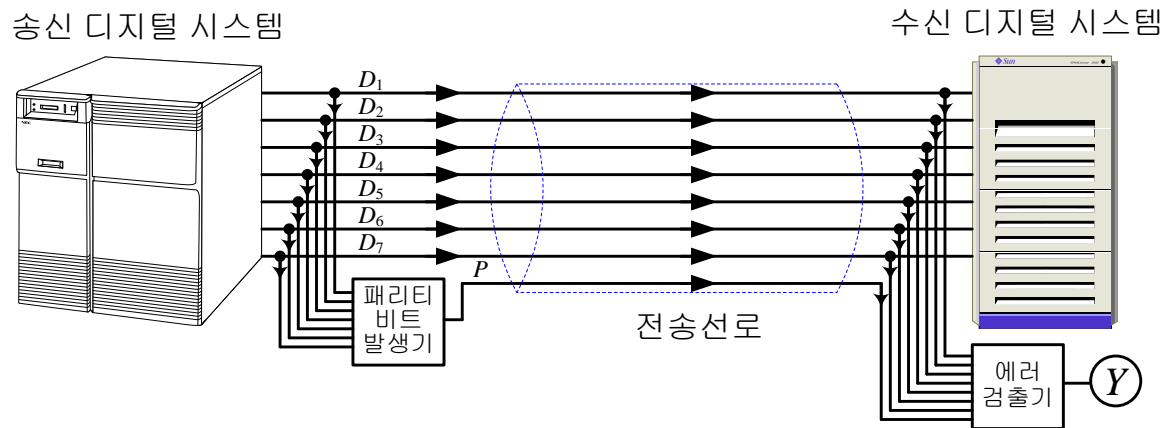 송신 디지털 시스템
수신 디지털 시스템
Sun
D1
D2
D3
D4
D5
D6
D7
P
패리티
비트
발생기
전송선로
에러
검출기
Y